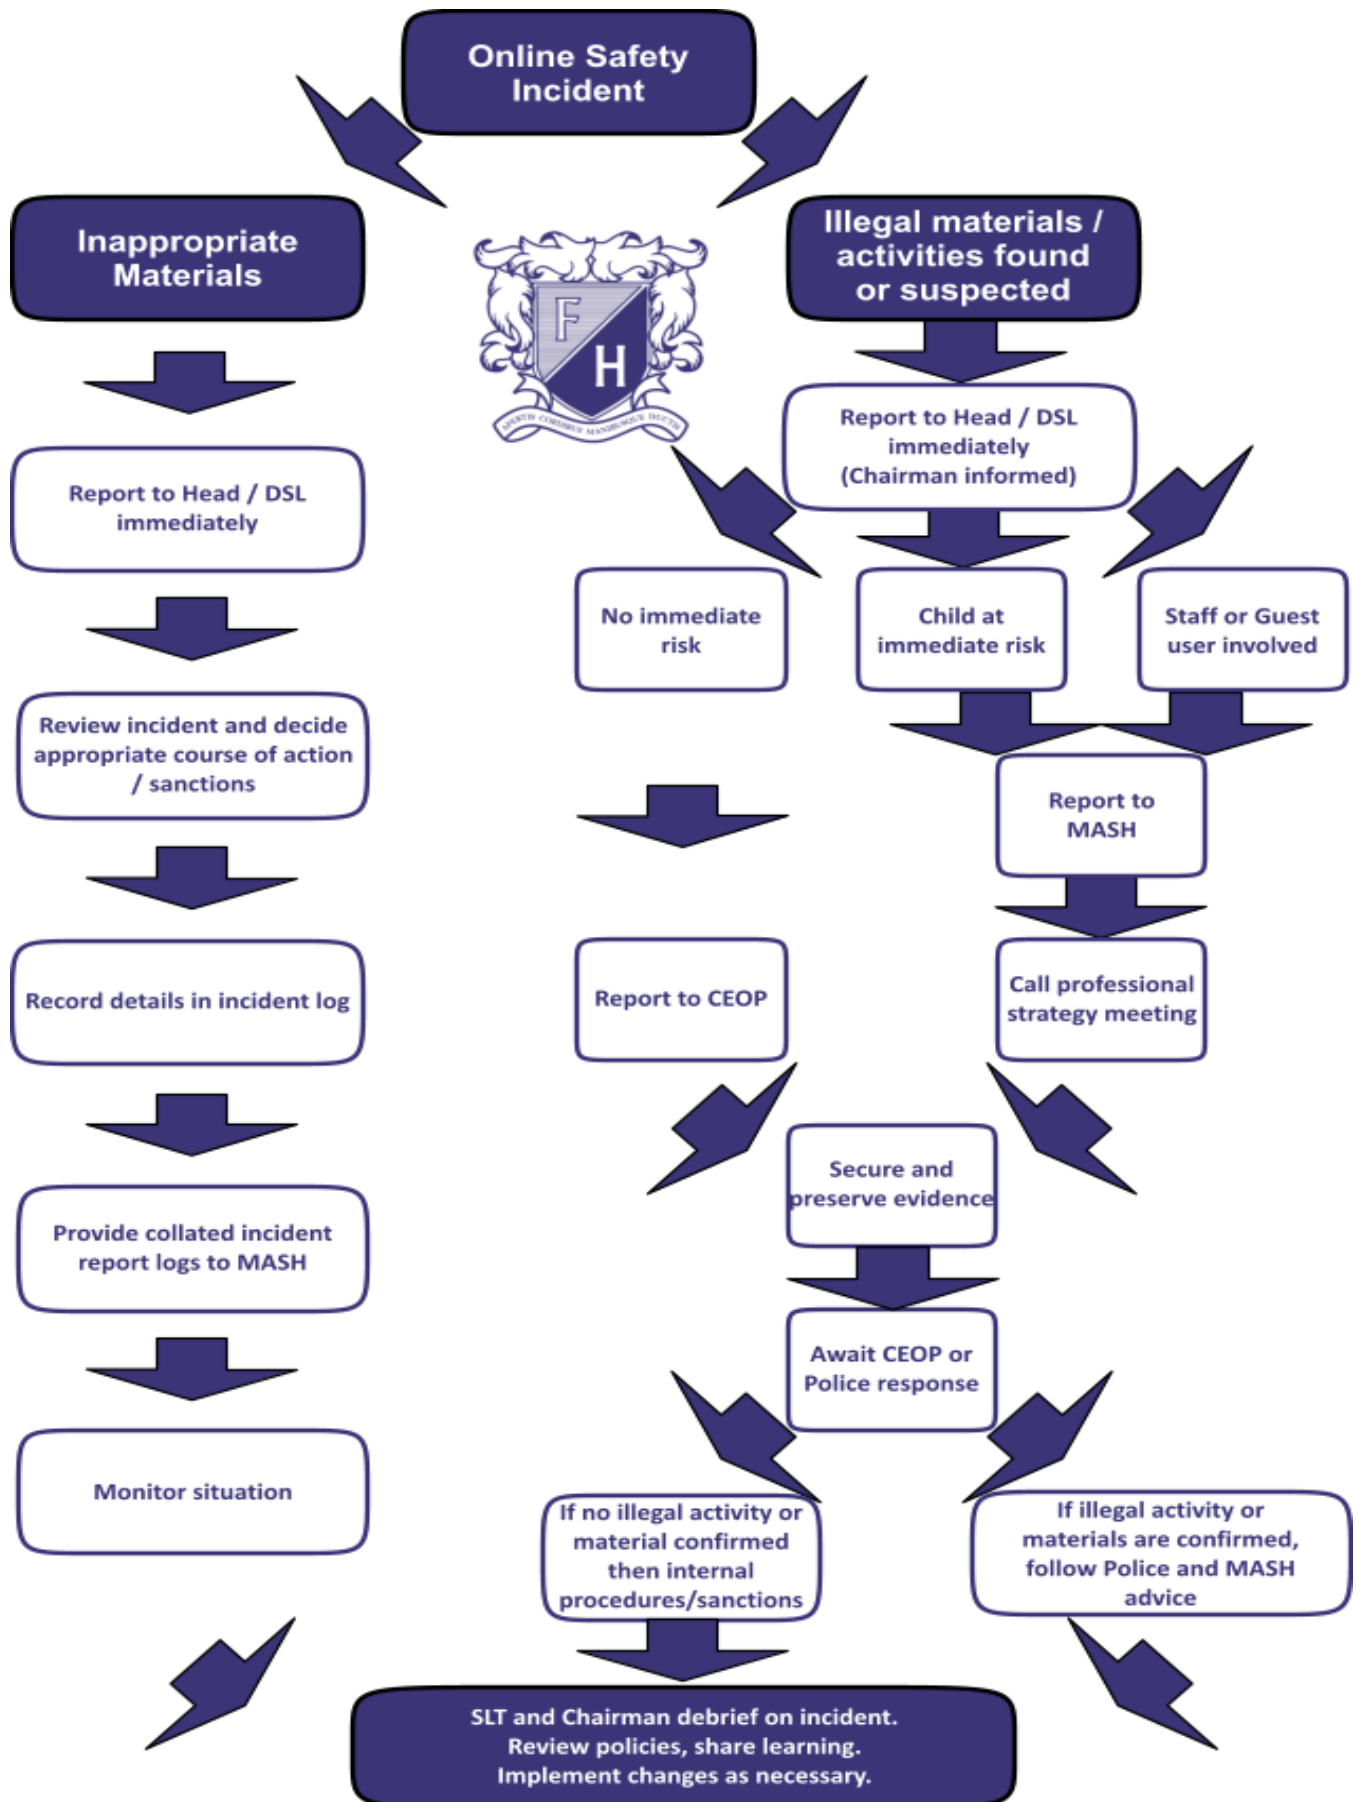 Online Safety
Incident
Inappropriate
Materials
Illegal materials /
activities found
or suspected
F
H
APERTIS CORDIBUS MANIBUSQUE DUCTIS
Report to Head / DSL
immediately
Report to Head / DSL
immediately
(Chairman informed)
No immediate
risk
Child at
immediate risk
Staff or Guest
user involved
Review incident and decide
appropriate course of action
/ sanctions
Report to
MASH
Record details in incident log
Report to CEOP
Call professional
strategy meeting
Secure and
preserve evidence
Provide collated incident
report logs to MASH
Await CEOP or
Police response
Monitor situation
If no illegal activity or
material confirmed
then internal
procedures/sanctions
If illegal activity or
materials are confirmed,
follow Police and MASH
advice
SLT and Chairman debrief on incident.
Review policies, share learning.
Implement changes as necessary.